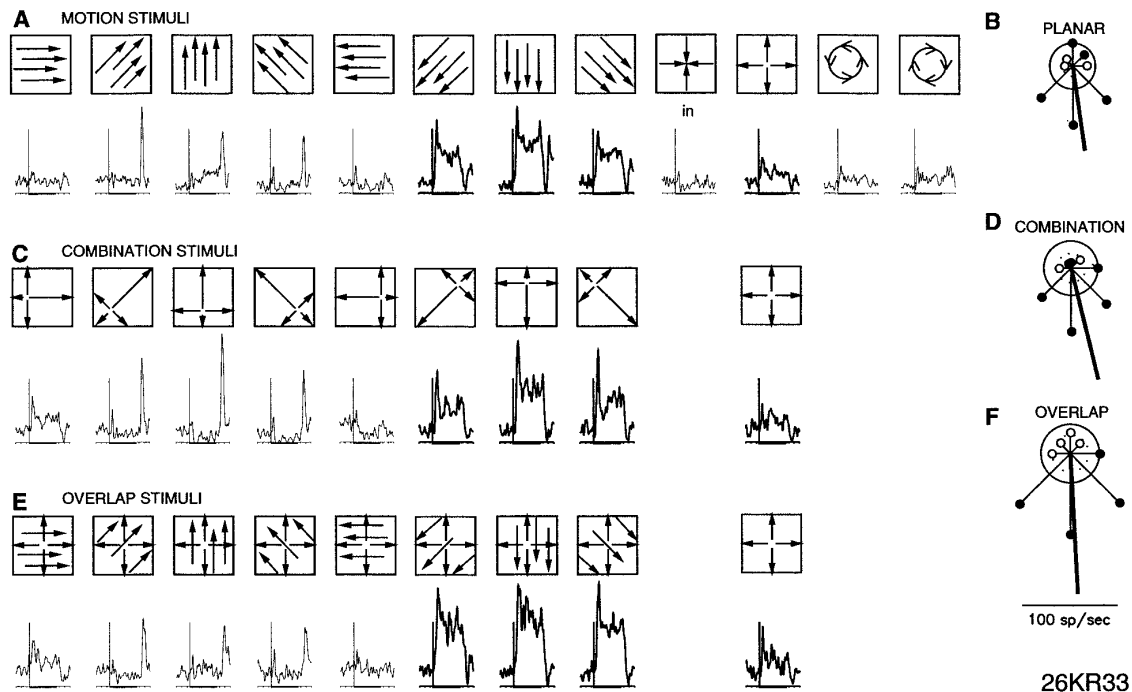 A MOTION STIMULI
B
PLANAR
in
C COMBINATION STIMULI
D
COMBINATION
E OVERLAP STIMULI
F
OVERLAP
100 sp/sec
26KR33